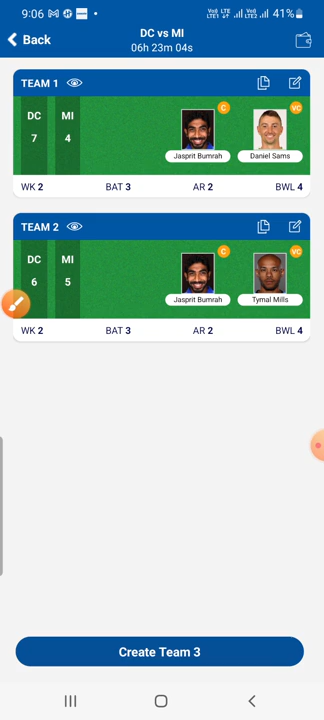 9:06 41%
DC vs MI
Back
06h 23m 04s
TEAM 1
DC MI
7 4
C VC
Jasprit Bumrah Daniel Sams
WK 2 BAT 3 AR 2 BWL 4
TEAM 2
DC MI
6 5
C VC
Jasprit Bumrah Tymal Mills
WK 2 BAT 3 AR 2 BWL 4
Create Team 3